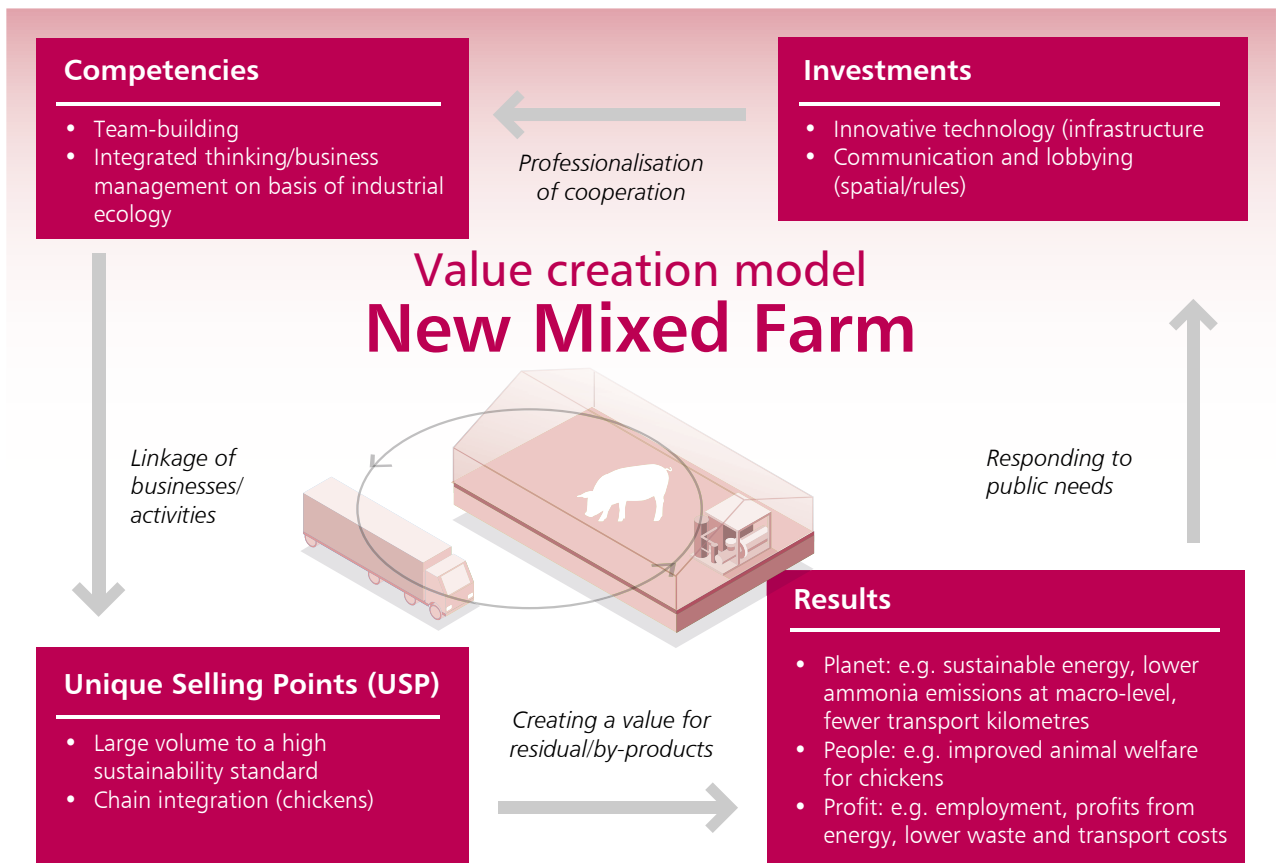 Competencies
• Team-building
• Integrated thinking/business
management on basis of industrial
ecology
Professionalisation
of cooperation
Investments
• Innovative technology (infrastructure
• Communication and lobbying
(spatial/rules)
Value creation model
New Mixed Farm
Linkage of
businesses/
activities
Responding to
public needs
Unique Selling Points (USP)
• Large volume to a high
sustainability standard
• Chain integration (chickens)
Creating a value for
residual/by-products
Results
• Planet: e.g. sustainable energy, lower
ammonia emissions at macro-level,
fewer transport kilometres
• People: e.g. improved animal welfare
for chickens
• Profit: e.g. employment, profits from
energy, lower waste and transport costs